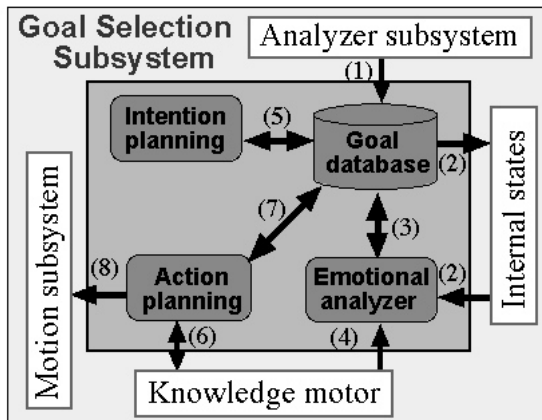 Goal Selection
Subsystem
Analyzer subsystem
(1)
Intention
planning
(5)
Goal
database
(2)
Internal states
(7)
(3)
Motion subsystem
(8)
Action
planning
Emotional
analyzer
(2)
(6)
(4)
Knowledge motor